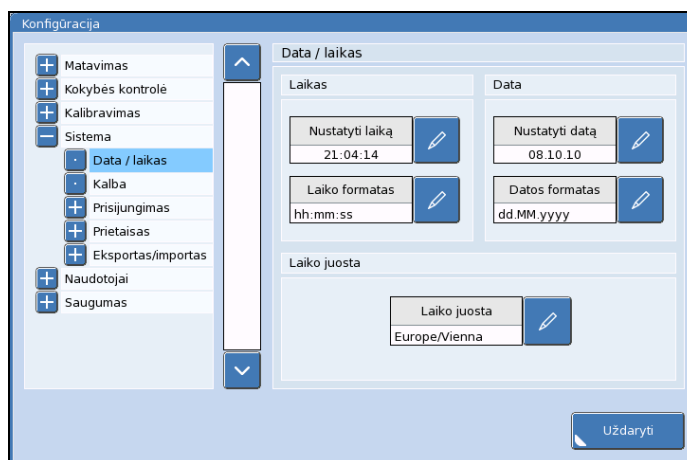 Konfigūracija
Matavimas
Kokybės kontrolė
Kalibravimas
Sistema
Data / laikas
Kalba
Prisijungimas
Prietaisas
Eksportas/importas
Naudotojai
Saugumas
Data / laikas
Laikas
Nustatyti laiką
21:04:14
Laiko formatas
hh:mm:ss
Data
Nustatyti datą
08.10.10
Datos formatas
dd.MM.yyyy
Laiko juosta
Laiko juosta
Europe/Vienna
Uždaryti